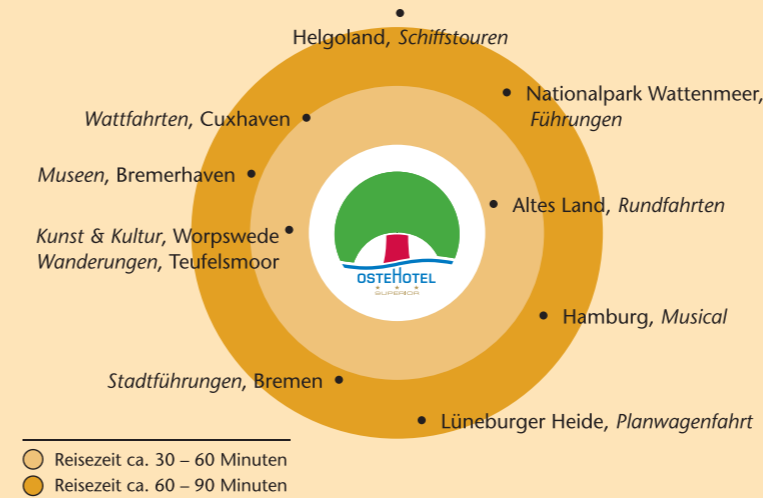 Helgoland, Schiffstouren
Nationalpark Wattenmeer,
Führungen
Wattfahrten, Cuxhaven
Museen, Bremerhaven
Altes Land, Rundfahrten
Kunst & Kultur, Worpswede
Wanderungen, Teufelsmoor
OSTEHOTEL
SUPERIOR
Hamburg, Musical
Stadtführungen, Bremen
Lüneburger Heide, Planwagenfahrt
Reisezeit ca. 30 – 60 Minuten
Reisezeit ca. 60 – 90 Minuten